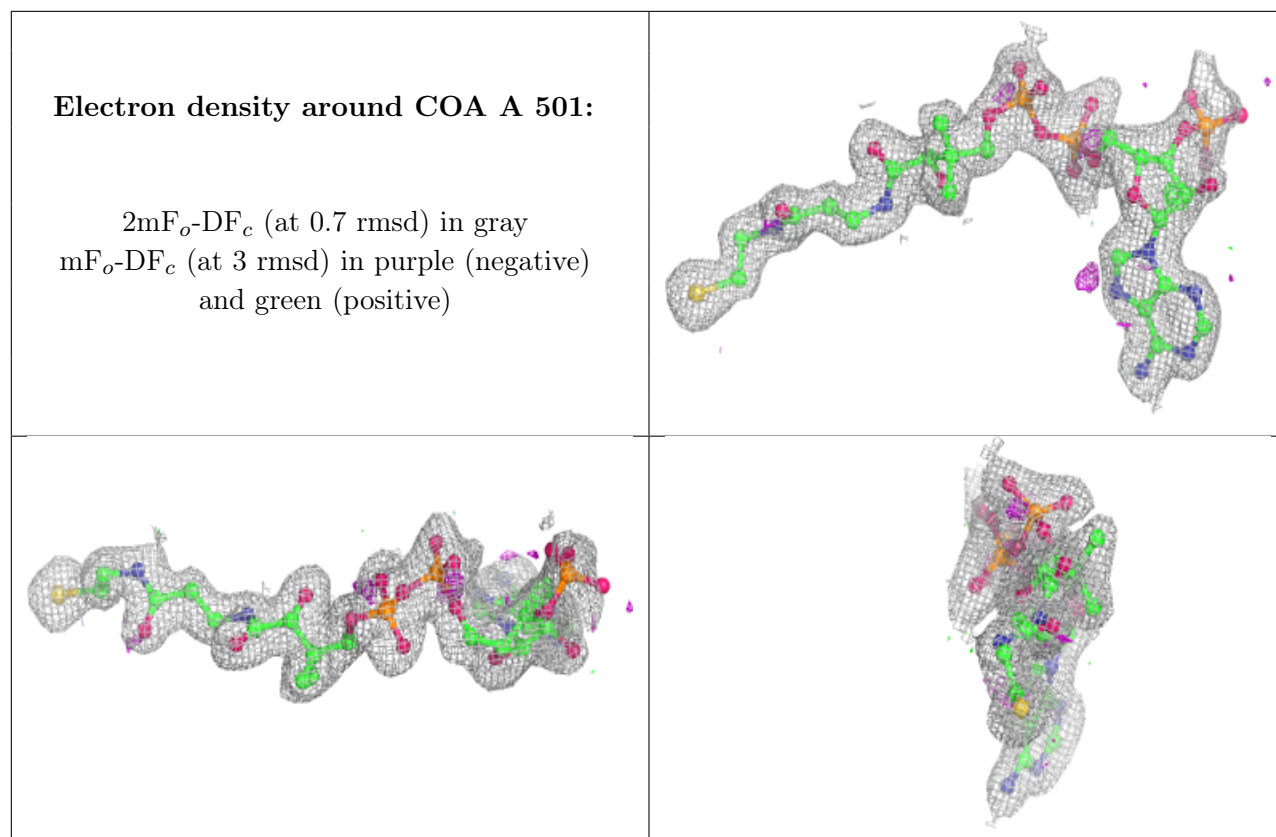 Electron density around COA A 501:
2mFo-DFc (at 0.7 rmsd) in gray
mFo-DFc (at 3 rmsd) in purple (negative)
and green (positive)